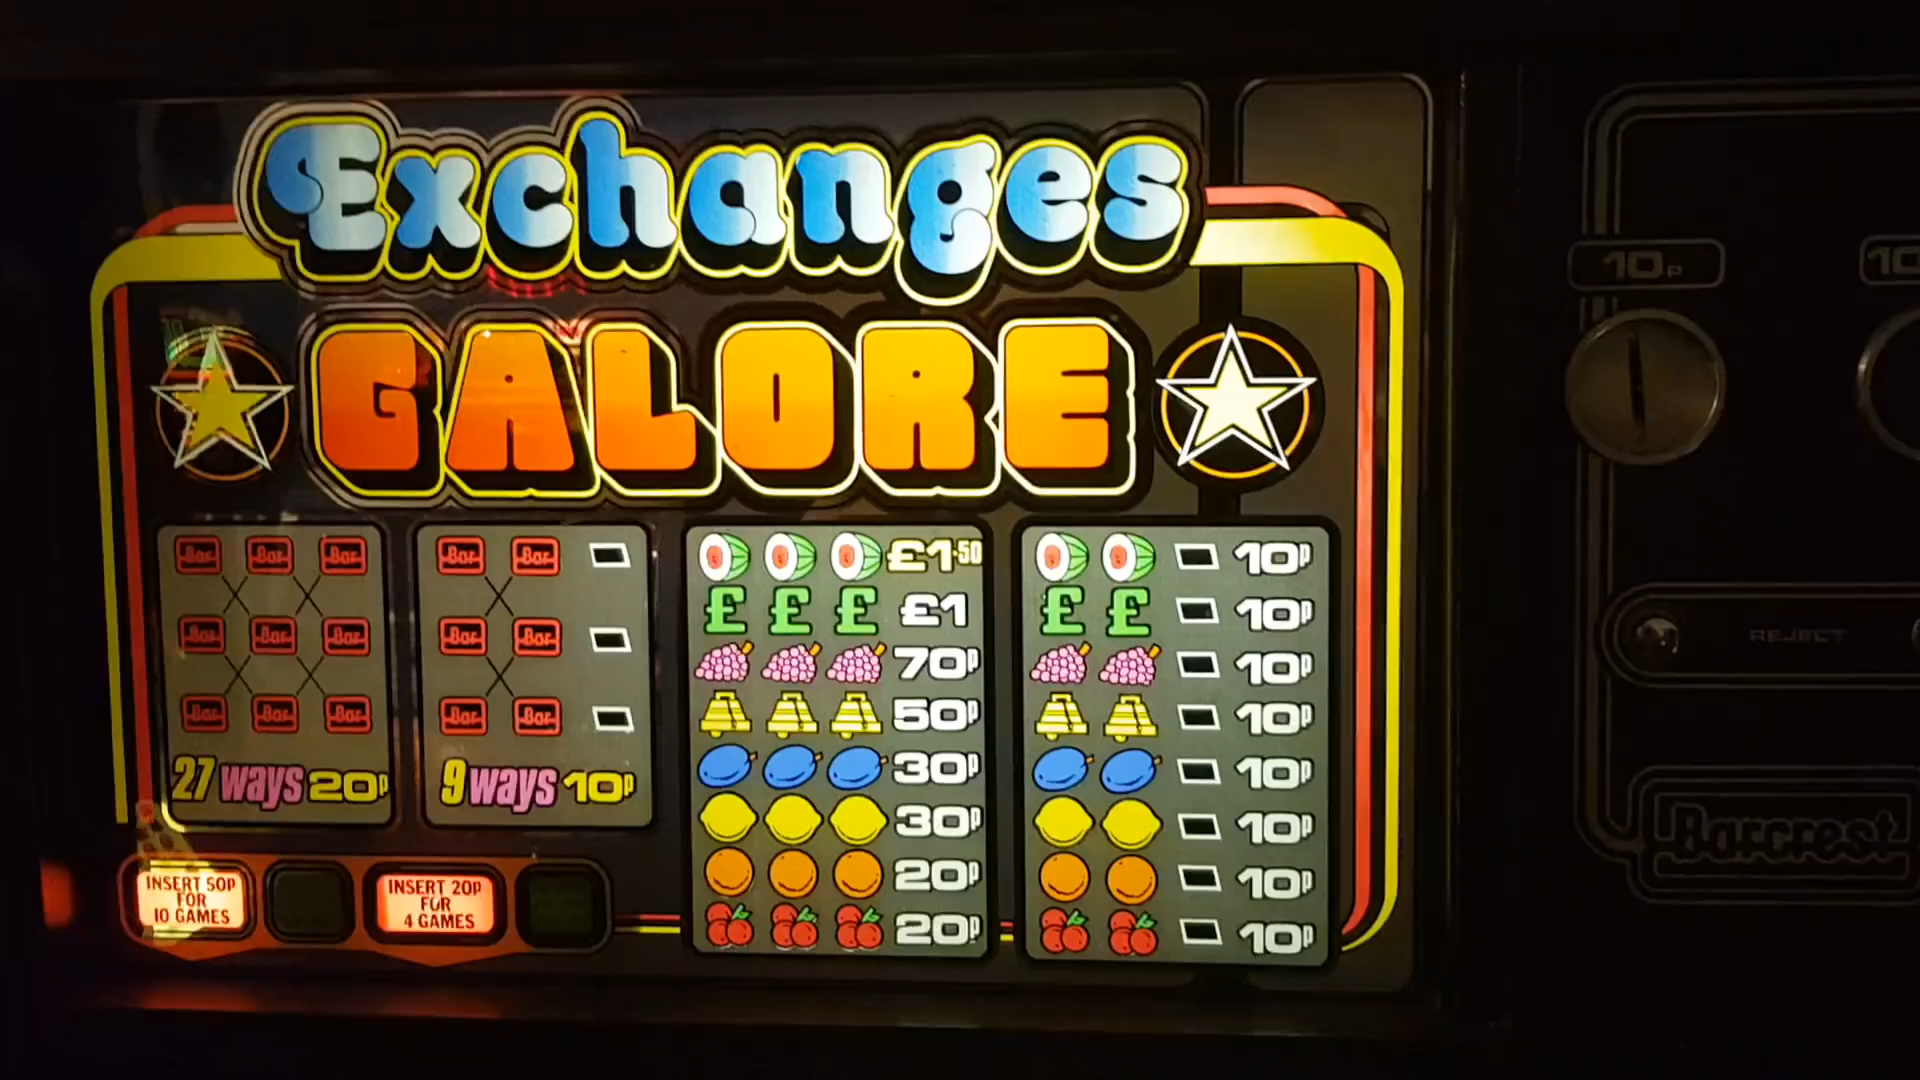 Exchanges
GALORE
10p
10
Bar Bar Bar
Bar Bar Bar
Bar Bar Bar
27 ways 20p
Bar Bar
Bar Bar
Bar Bar
9 ways 10p
£1.50
£ £ £ £1
70p
50p
30p
30p
20p
20p
10p
£ £ 10p
10p
10p
10p
10p
10p
10p
REJECT
Barcrest
INSERT 50P
FOR
10 GAMES
INSERT 20P
FOR
4 GAMES